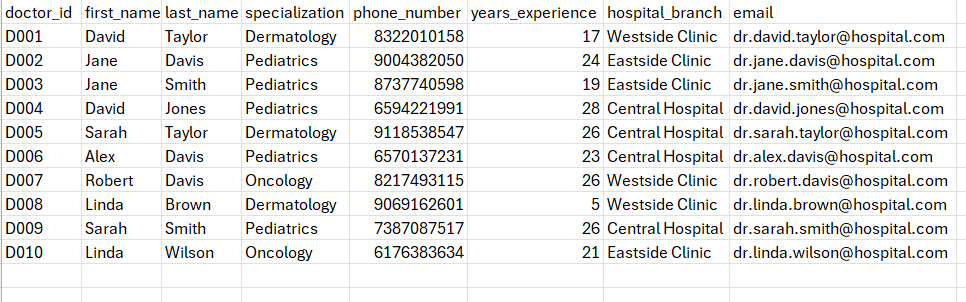 doctor_id first_name last_name specialization phone_number years_experience hospital_branch email
D001 David Taylor Dermatology 8322010158 17 Westside Clinic dr.david.taylor@hospital.com
D002 Jane Davis Pediatrics 9004382050 24 Eastside Clinic dr.jane.davis@hospital.com
D003 Jane Smith Pediatrics 8737740598 19 Eastside Clinic dr.jane.smith@hospital.com
D004 David Jones Pediatrics 6594221991 28 Central Hospital dr.david.jones@hospital.com
D005 Sarah Taylor Dermatology 9118538547 26 Central Hospital dr.sarah.taylor@hospital.com
D006 Alex Davis Pediatrics 6570137231 23 Central Hospital dr.alex.davis@hospital.com
D007 Robert Davis Oncology 8217493115 26 Westside Clinic dr.robert.davis@hospital.com
D008 Linda Brown Dermatology 9069162601 5 Westside Clinic dr.linda.brown@hospital.com
D009 Sarah Smith Pediatrics 7387087517 26 Central Hospital dr.sarah.smith@hospital.com
D010 Linda Wilson Oncology 6176383634 21 Eastside Clinic dr.linda.wilson@hospital.com